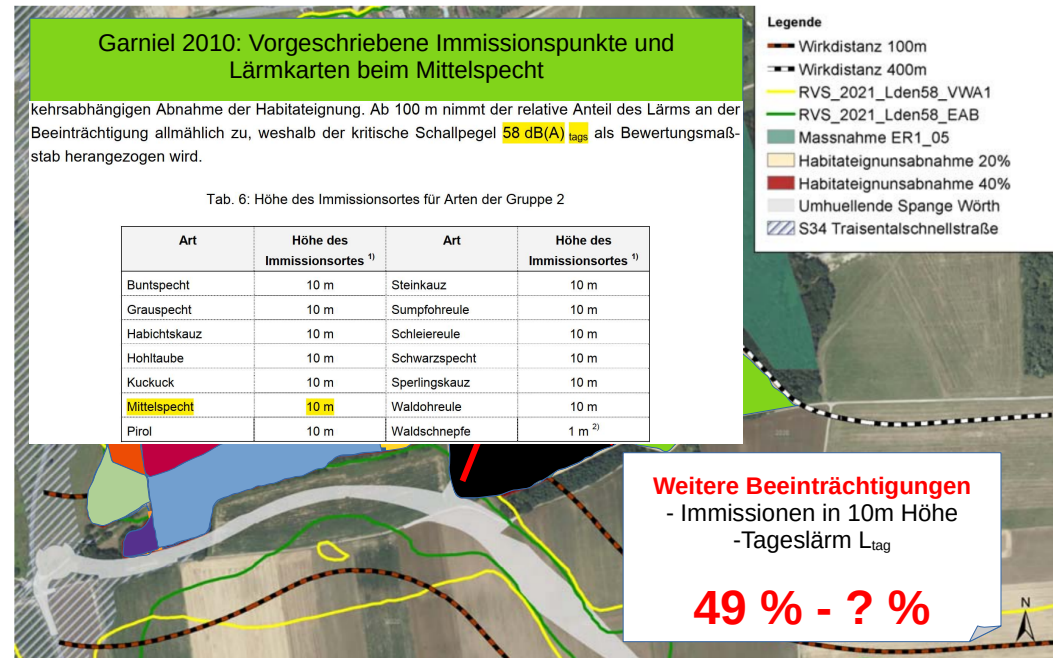 Garniel 2010: Vorgeschriebene Immissionspunkte und
Lärmkarten beim Mittelspecht
kehrsabhängigen Abnahme der Habitateignung. Ab 100 m nimmt der relative Anteil des Lärms an der
Beeinträchtigung allmählich zu, weshalb der kritische Schallpegel 58 dB(A) tags als Bewertungsmaß-
stab herangezogen wird.
Tab. 6: Höhe des Immissionsortes für Arten der Gruppe 2
Art Höhe des Immissionsortes 1) Art Höhe des Immissionsortes 1)
Buntspecht 10 m Steinkauz 10 m
Grauspecht 10 m Sumpfohreule 10 m
Habichtskauz 10 m Schleiereule 10 m
Hohltaube 10 m Schwarzspecht 10 m
Kuckuck 10 m Sperlingskauz 10 m
Mittelspecht 10 m Waldohreule 10 m
Pirol 10 m Waldschnepfe 1 m 2)
Legende
Wirkdistanz 100m
Wirkdistanz 400m
RVS_2021_Lden58_VWA1
RVS_2021_Lden58_EAB
Massnahme ER1_05
Habitateignunsabnahme 20%
Habitateignunsabnahme 40%
Umhuellende Spange Wörth
S34 Traisentalschnellstraße
Weitere Beeinträchtigungen
- Immissionen in 10m Höhe
-Tageslärm Ltag
49 % - ? %
N